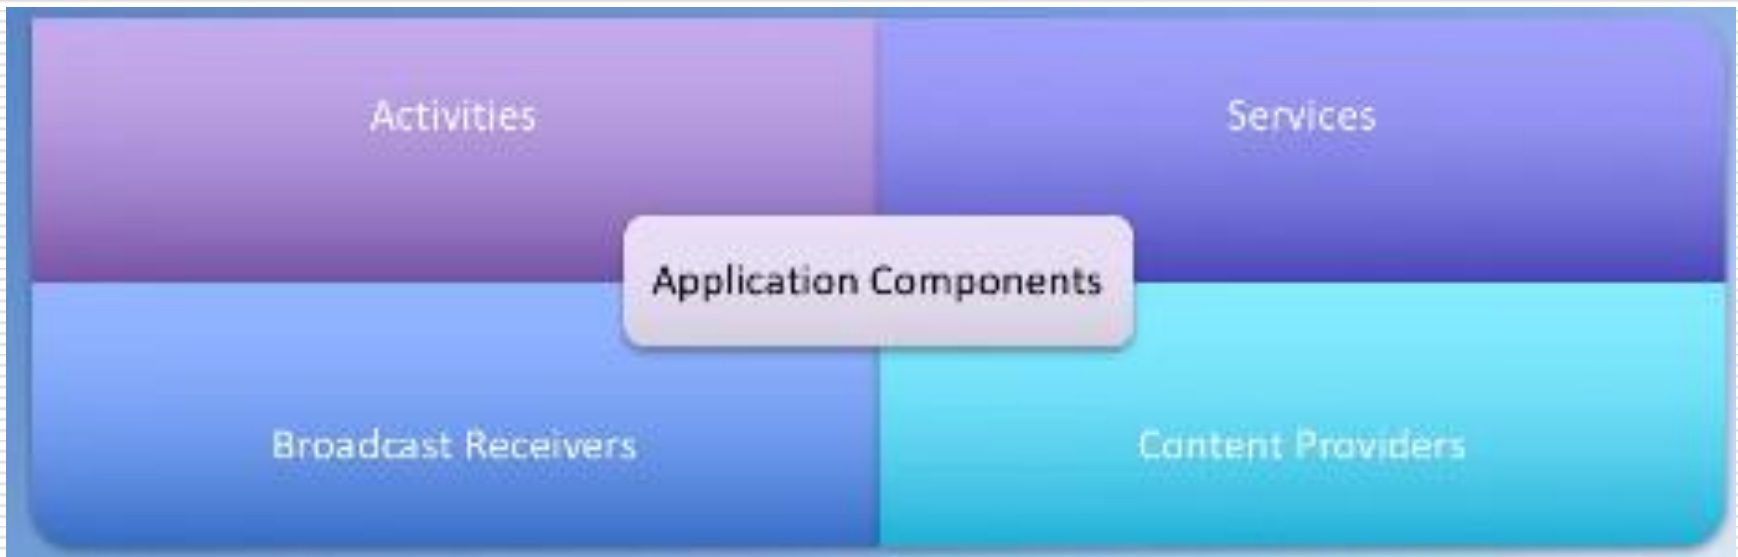 Activities
Services
Application Components
Broadcast Receivers
Content Providers